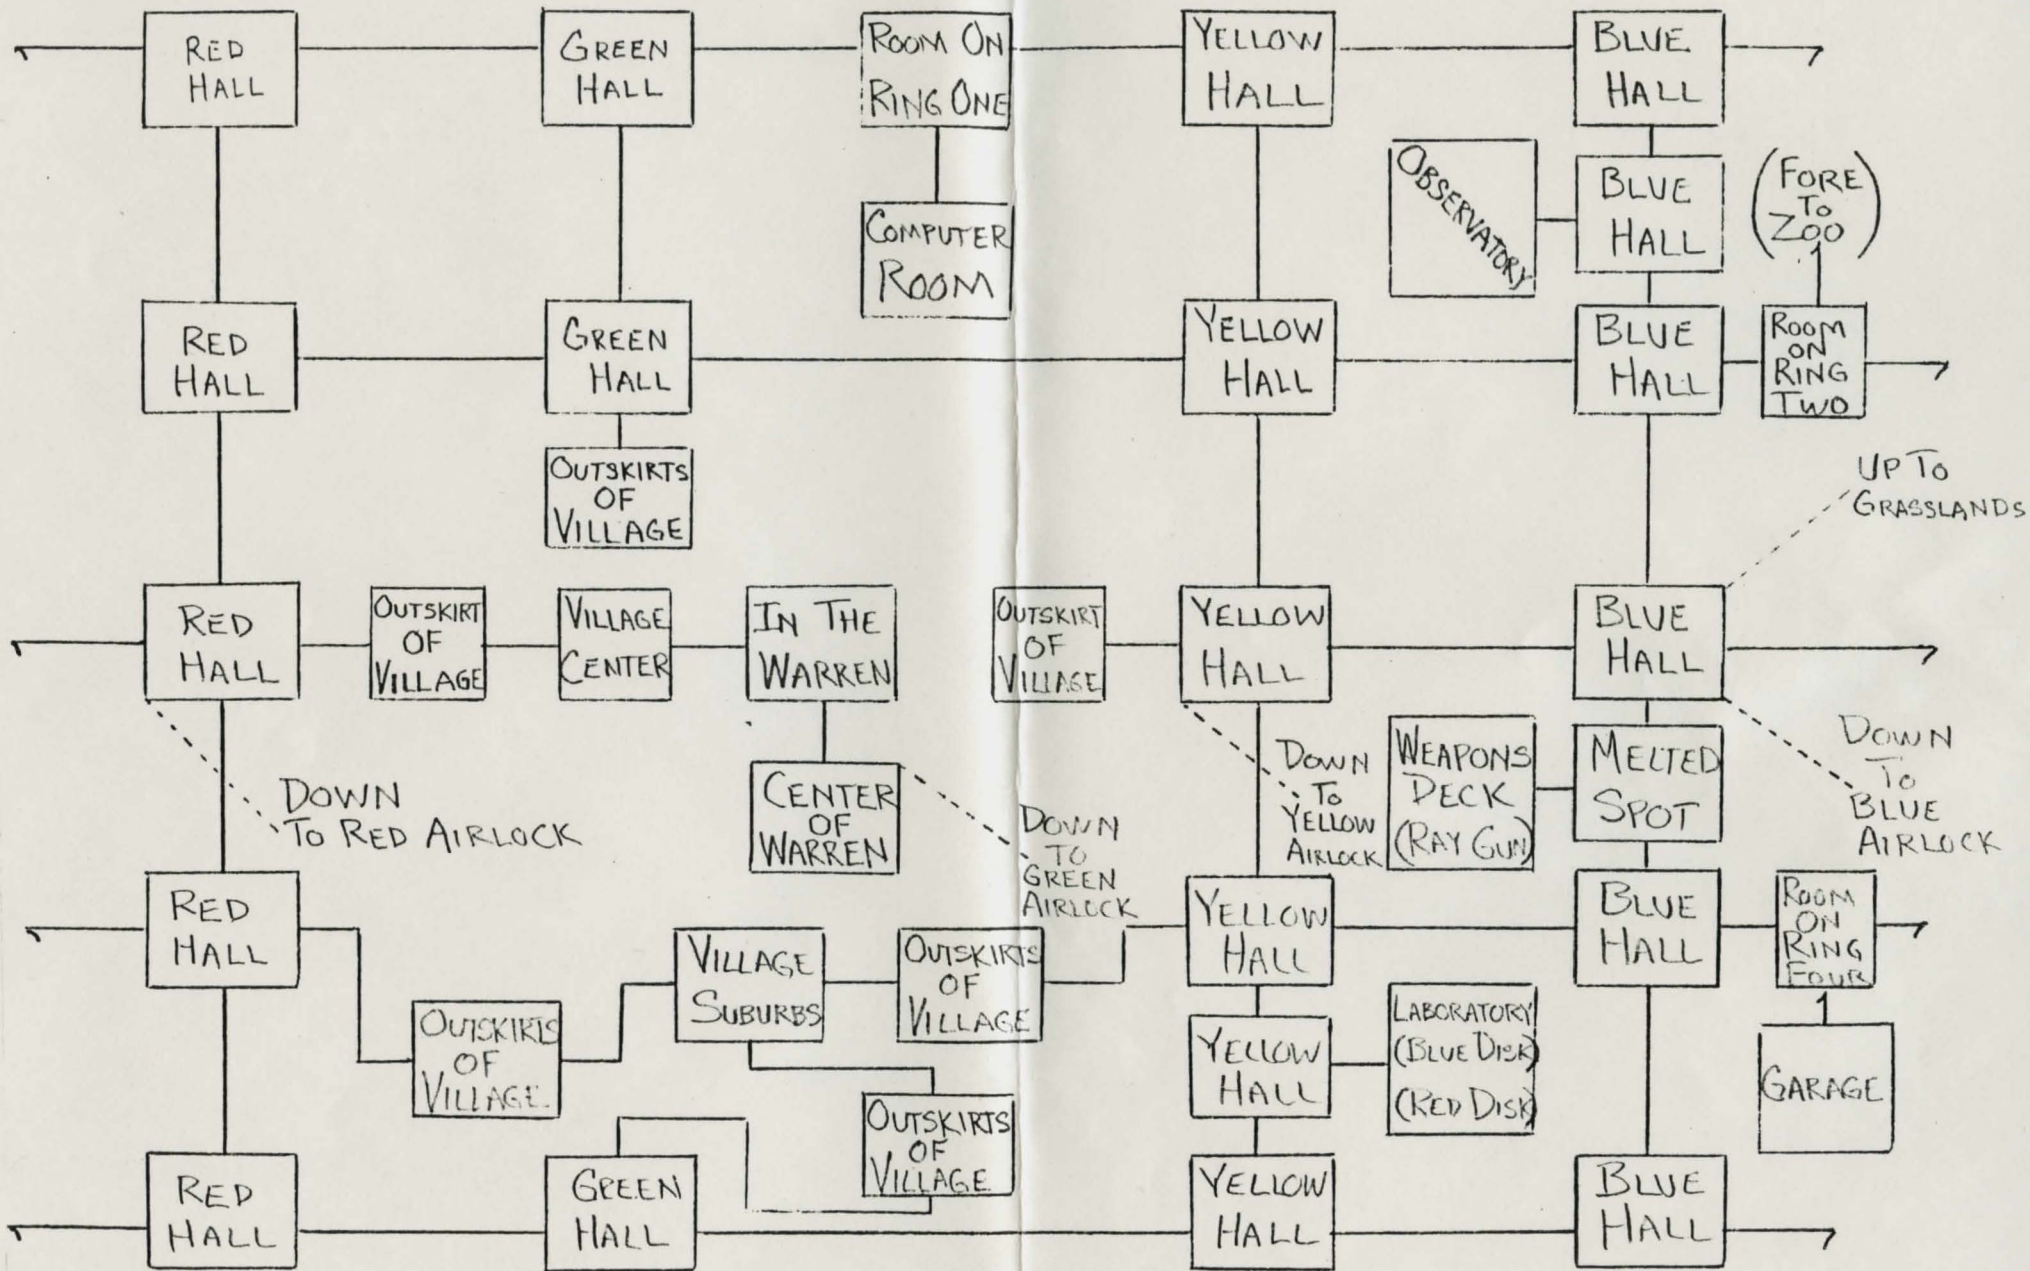 RED
HALL
GREEN
HALL
ROOM ON
RING ONE
YELLOW
HALL
BLUE
HALL
COMPUTER
ROOM
OBSERVATORY
BLUE
HALL
(FORE
TO
ZOO)
RED
HALL
GREEN
HALL
YELLOW
HALL
BLUE
HALL
ROOM
ON
RING
TWO
OUTSKIRTS
OF
VILLAGE
UP TO
GRASSLANDS
RED
HALL
OUTSKIRT
OF
VILLAGE
VILLAGE
CENTER
IN THE
WARREN
OUTSKIRT
OF
VILLAGE
YELLOW
HALL
BLUE
HALL
DOWN
TO RED AIRLOCK
CENTER
OF
WARREN
DOWN
TO
GREEN
AIRLOCK
DOWN
TO
YELLOW
AIRLOCK
WEAPONS
DECK
(RAY GUN)
MELTED
SPOT
DOWN
TO
BLUE
AIRLOCK
RED
HALL
OUTSKIRTS
OF
VILLAGE
VILLAGE
SUBURBS
OUTSKIRTS
OF
VILLAGE
YELLOW
HALL
BLUE
HALL
ROOM
ON
RING
FOUR
YELLOW
HALL
LABORATORY
(BLUE DISK)
(RED DISK)
GARAGE
OUTSKIRTS
OF
VILLAGE
RED
HALL
GREEN
HALL
YELLOW
HALL
BLUE
HALL